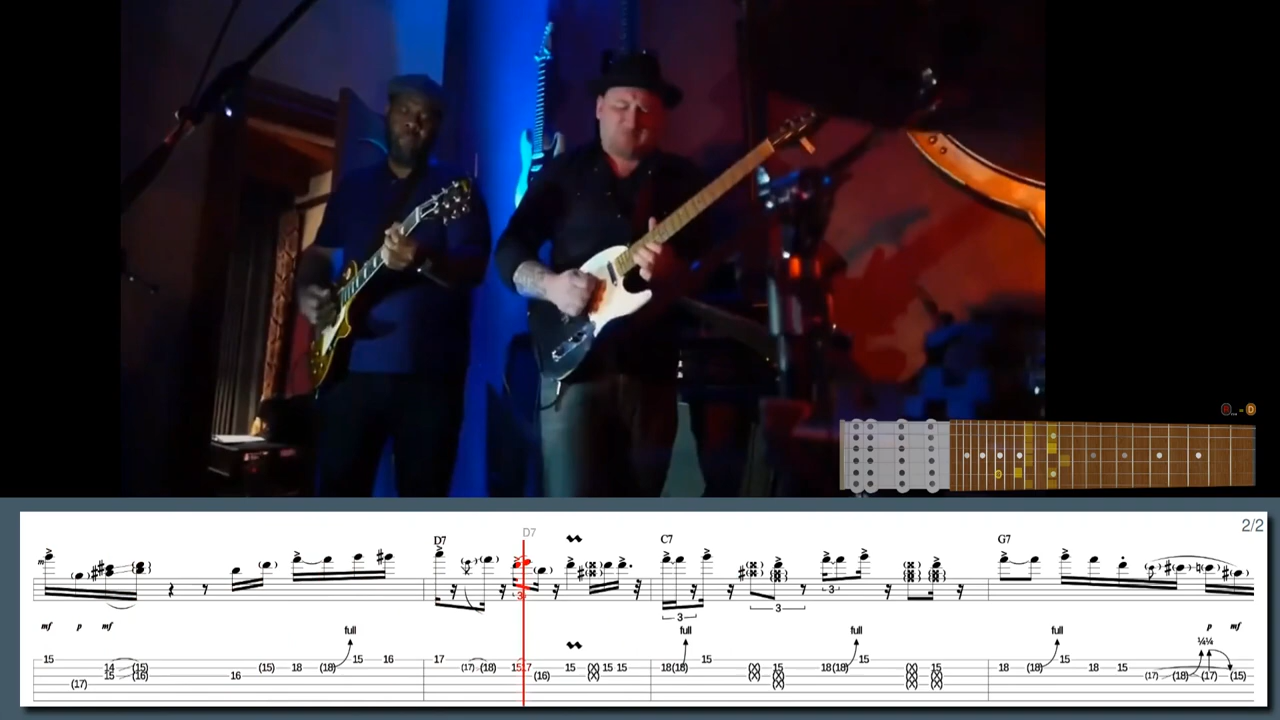 R = D
2/2
D7
D7 C7 G7
m
3 3 3 3
mf p mf p mf
full full full full ¼ ¼
15 17 (17) (18) 15 17 15 15 15 18 (18) 15 15 18 (18) 15 15 18 (18) 15 18 15
14 (15) (15) 18 (18) 15 16
(17) 15 (16) 16 (16) (17) (18) (17) (15)